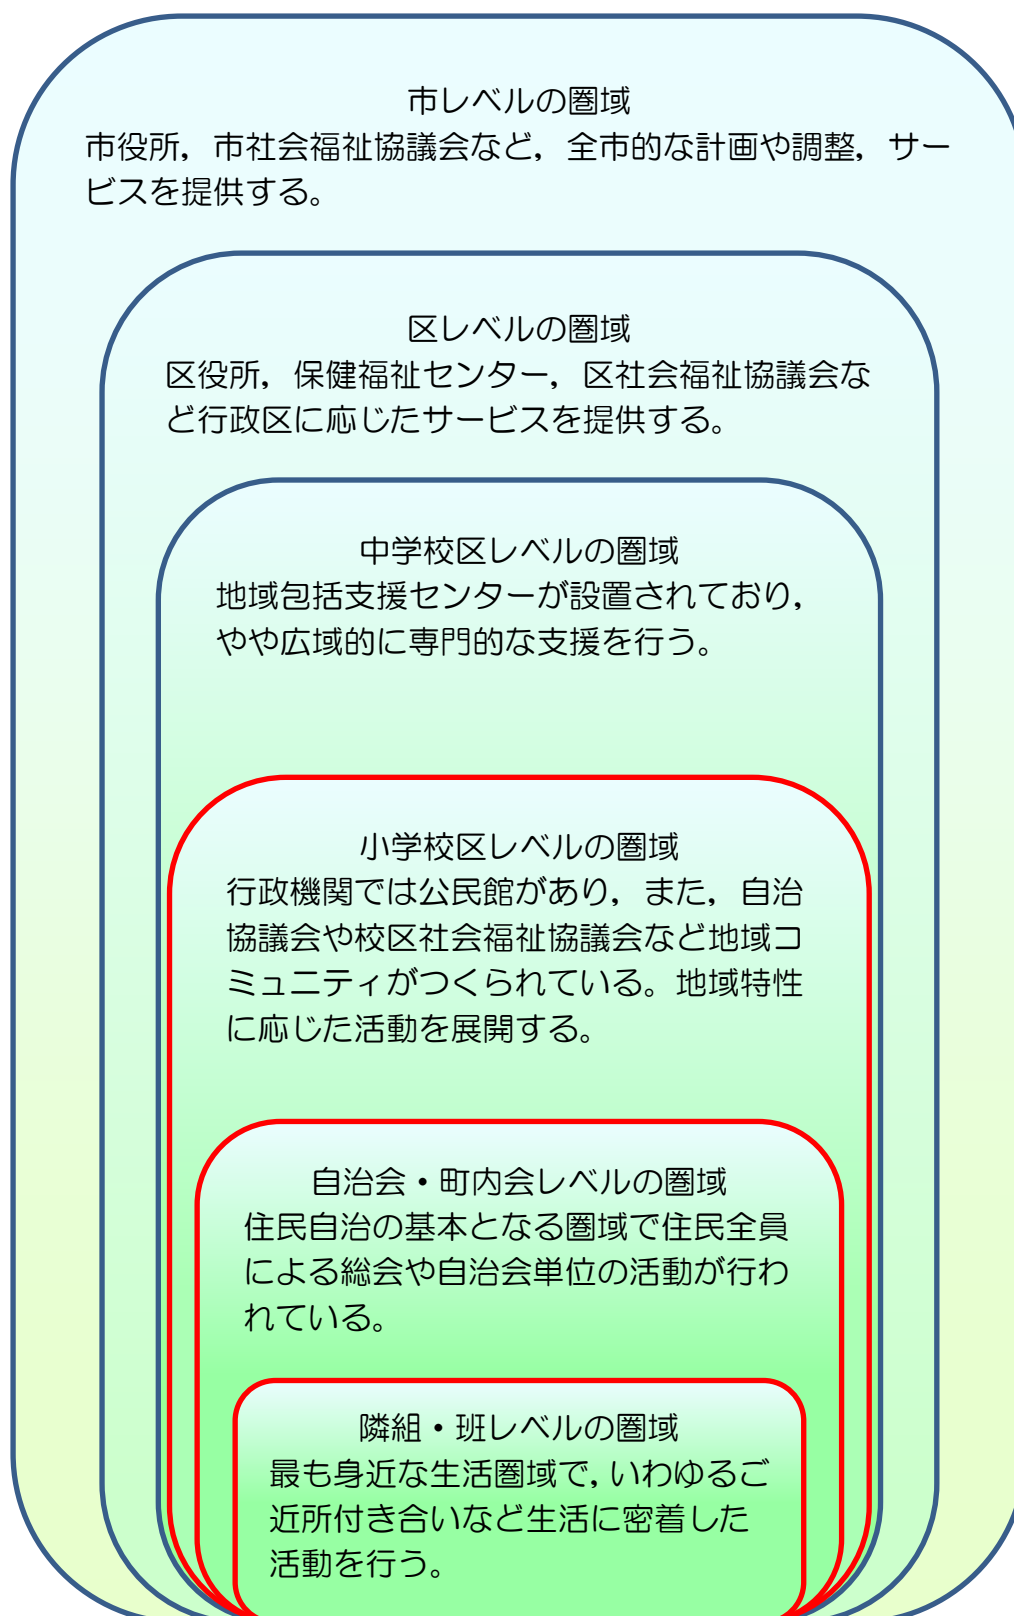 市レベルの圏域
市役所，市社会福祉協議会など，全市的な計画や調整，サー
ビスを提供する。
区レベルの圏域
区役所，保健福祉センター，区社会福祉協議会な
ど行政区に応じたサービスを提供する。
中学校区レベルの圏域
地域包括支援センターが設置されており，
やや広域的に専門的な支援を行う。
小学校区レベルの圏域
行政機関では公民館があり，また，自治
協議会や校区社会福祉協議会など地域コ
ミュニティがつくられている。地域特性
に応じた活動を展開する。
自治会・町内会レベルの圏域
住民自治の基本となる圏域で住民全員
による総会や自治会単位の活動が行わ
れている。
隣組・班レベルの圏域
最も身近な生活圏域で，いわゆるご
近所付き合いなど生活に密着した
活動を行う。